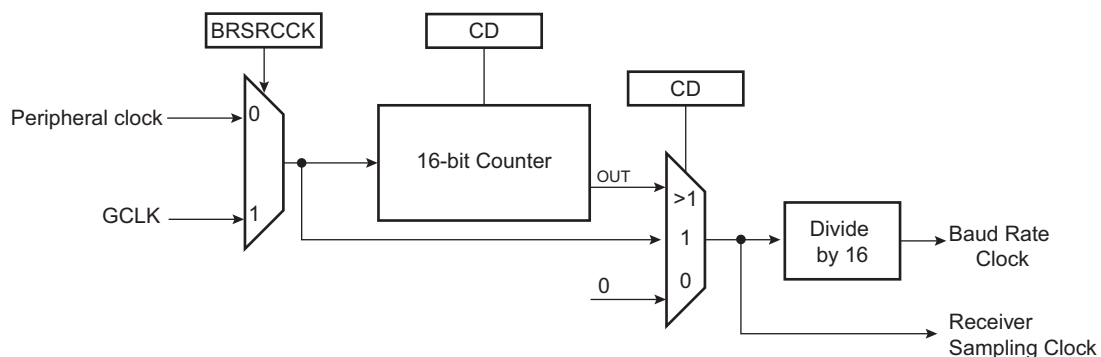 BRSRCCK
CD
CD
Peripheral clock
0
16-bit Counter
OUT
>1
GCLK
1
1
Divide
by 16
Baud Rate
Clock
0
0
Receiver
Sampling Clock